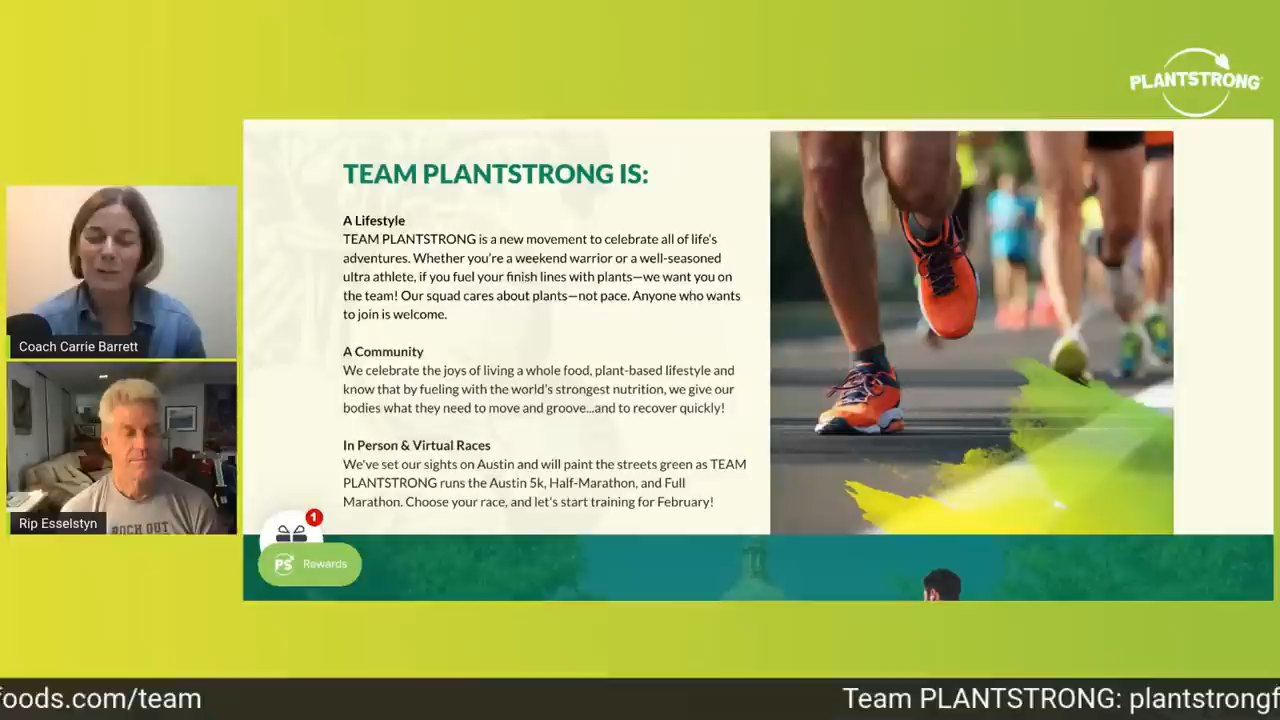 PLANTSTRONG
TEAM PLANTSTRONG IS:
A Lifestyle
TEAM PLANTSTRONG is a new movement to celebrate all of life's
adventures. Whether you're a weekend warrior or a well-seasoned
ultra athlete, if you fuel your finish lines with plants—we want you on
the team! Our squad cares about plants—not pace. Anyone who wants
to join is welcome.
A Community
We celebrate the joys of living a whole food, plant-based lifestyle and
know that by fueling with the world's strongest nutrition, we give our
bodies what they need to move and groove...and to recover quickly!
In Person & Virtual Races
We've set our sights on Austin and will paint the streets green as TEAM
PLANTSTRONG runs the Austin 5k, Half-Marathon, and Full
Marathon. Choose your race, and let's start training for February!
1
PS
Rewards
Coach Carrie Barrett
ROCK OUT
Rip Esselstyn
foods.com/team
Team PLANTSTRONG: plantstrongf